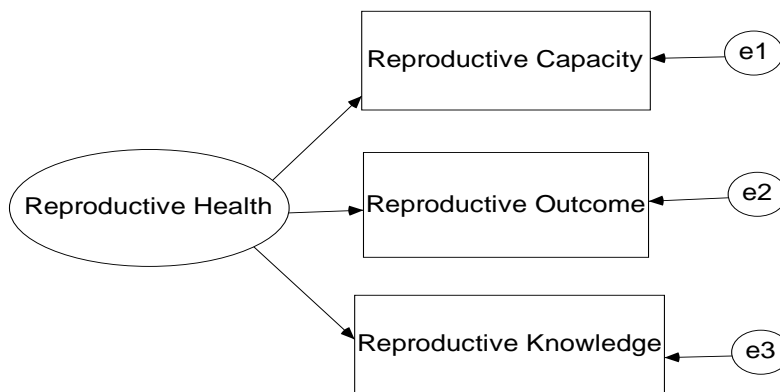 Reproductive Capacity
e1
Reproductive Health
Reproductive Outcome
e2
Reproductive Knowledge
e3